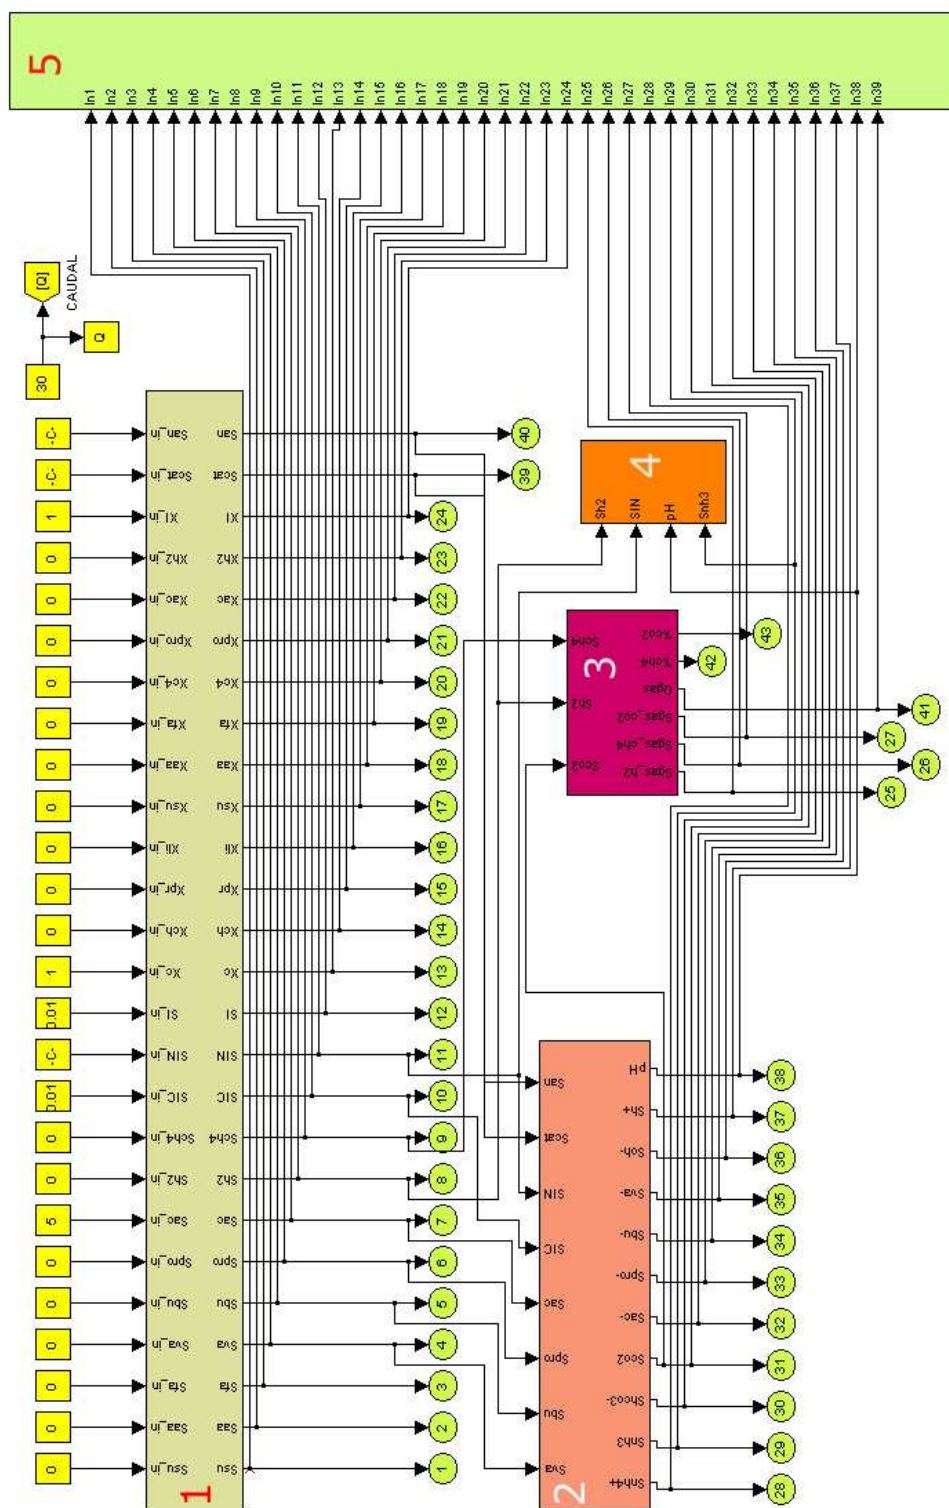 5
In1
In2
In3
In4
In5
In6
In7
In8
In9
In10
In11
In12
In13
In14
In15
In16
In17
In18
In19
In20
In21
In22
In23
In24
In25
In26
In27
In28
In29
In30
In31
In32
In33
In34
In35
In36
In37
In38
In39
30
[Q]
CAUDAL
Q
0
0
0
0
0
0
5
0
0
0.01
-C-
0.01
1
0
0
0
0
0
0
0
0
0
0
1
-C-
-C-
1
Ssu_in
Saa_in
Sfa_in
Sva_in
Sbu_in
Spro_in
Sac_in
Sh2_in
Sch4_in
SIC_in
SIN_in
SI_in
Xc_in
Xch_in
Xpr_in
Xli_in
Xsu_in
Xaa_in
Xfa_in
Xc4_in
Xpro_in
Xac_in
Xh2_in
XI_in
Scat_in
San_in
Ssu
Saa
Sfa
Sva
Sbu
Spro
Sac
Sh2
Sch4
SIC
SIN
SI
Xc
Xch
Xpr
Xli
Xsu
Xaa
Xfa
Xc4
Xpro
Xac
Xh2
XI
Scat
San
1
2
3
4
5
6
7
8
9
10
11
12
13
14
15
16
17
18
19
20
21
22
23
24
39
40
2
Sva
Sbu
Spro
Sac
SIC
SIN
Scat
San
Snh4+
Snh3
Shco3-
Sco2
Sac-
Spro-
Sbu-
Sva-
Soh-
Sh+
pH
28
29
30
31
32
33
34
35
36
37
38
3
Sco2
Sh2
Sch4
Sgas_h2
Sgas_ch4
Sgas_co2
Qgas
%ch4
%co2
25
26
27
41
42
43
4
Sh2
SIN
pH
Snh3